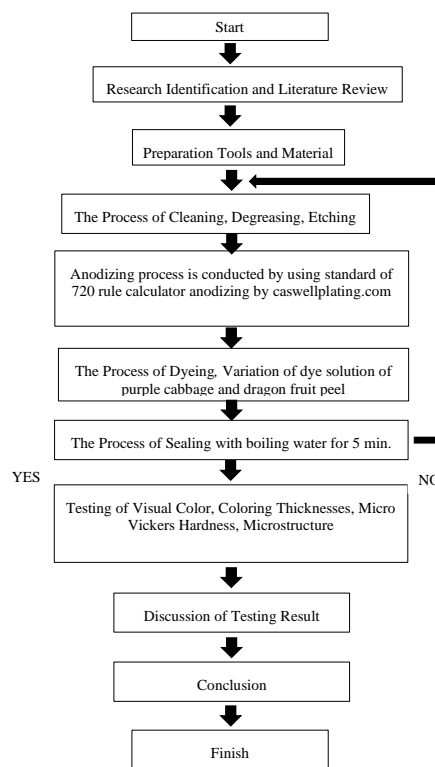 Start
Research Identification and Literature Review
Preparation Tools and Material
The Process of Cleaning, Degreasing, Etching
Anodizing process is conducted by using standard of
720 rule calculator anodizing by caswellplating.com
The Process of Dyeing, Variation of dye solution of
purple cabbage and dragon fruit peel
The Process of Sealing with boiling water for 5 min.
YES
NO
Testing of Visual Color, Coloring Thicknesses, Micro
Vickers Hardness, Microstructure
Discussion of Testing Result
Conclusion
Finish